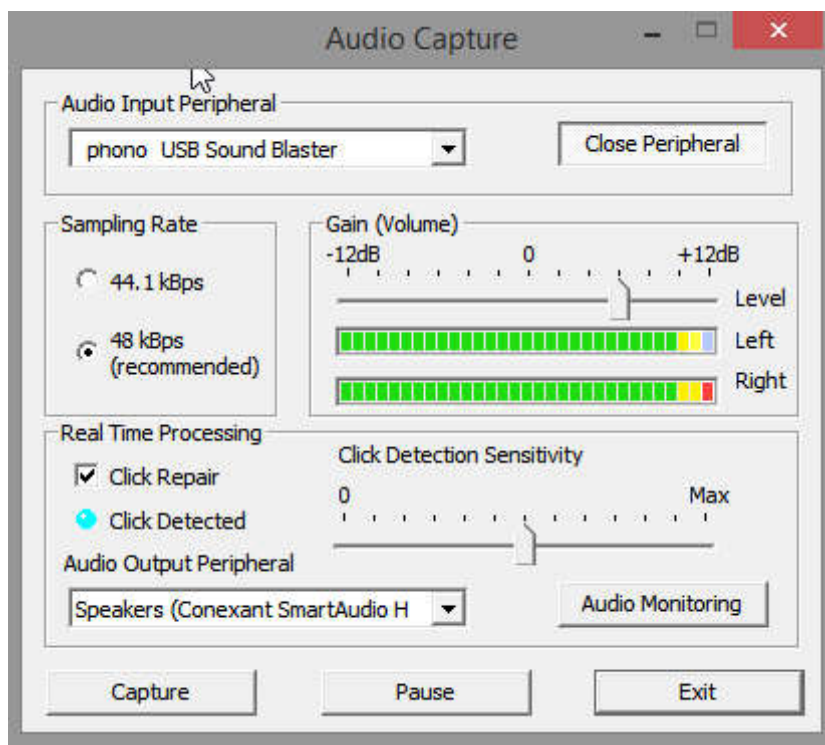 Audio Capture
Audio Input Peripheral
phono USB Sound Blaster
Close Peripheral
Sampling Rate
44.1 kBps
48 kBps
(recommended)
Gain (Volume)
-12dB 0 +12dB
Level
Left
Right
Real Time Processing
Click Repair
Click Detected
Click Detection Sensitivity
0 Max
Audio Output Peripheral
Speakers (Conexant SmartAudio H
Audio Monitoring
Capture Pause Exit